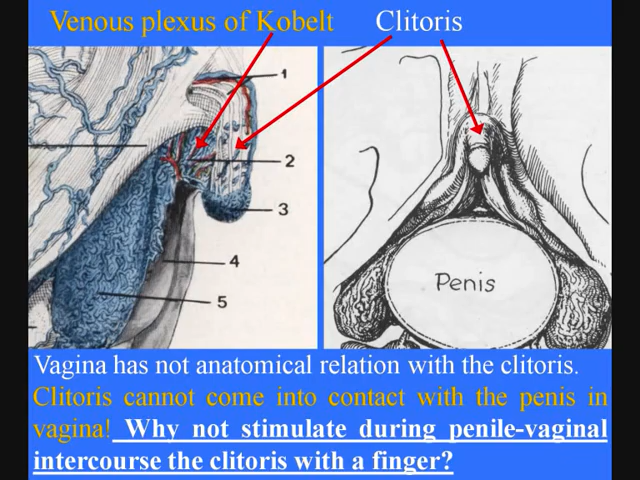 Venous plexus of Kobelt
Clitoris
1
2
3
4
5
Penis
Vagina has not anatomical relation with the clitoris.
Clitoris cannot come into contact with the penis in
vagina! Why not stimulate during penile-vaginal
intercourse the clitoris with a finger?